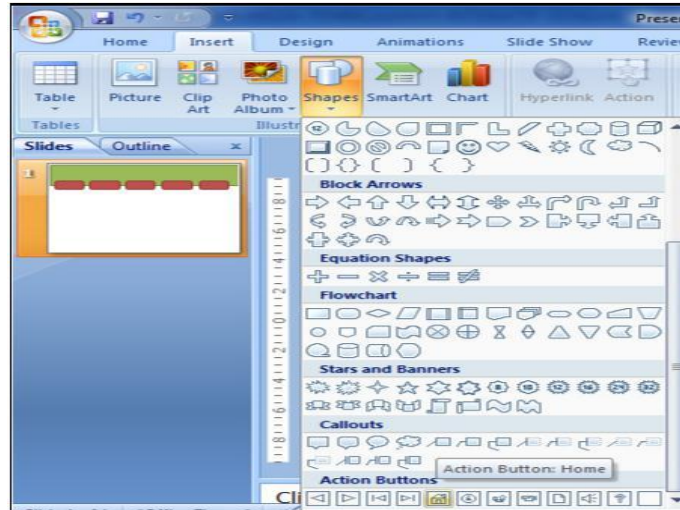 Prese
Home Insert Design Animations Slide Show Revie
Table Picture Clip Art Photo Album Shapes SmartArt Chart Hyperlink Action
Tables Illustr
Slides Outline x
1
Block Arrows
Equation Shapes
Flowchart
Stars and Banners
Callouts
Action Button: Home
Action Buttons
Cli